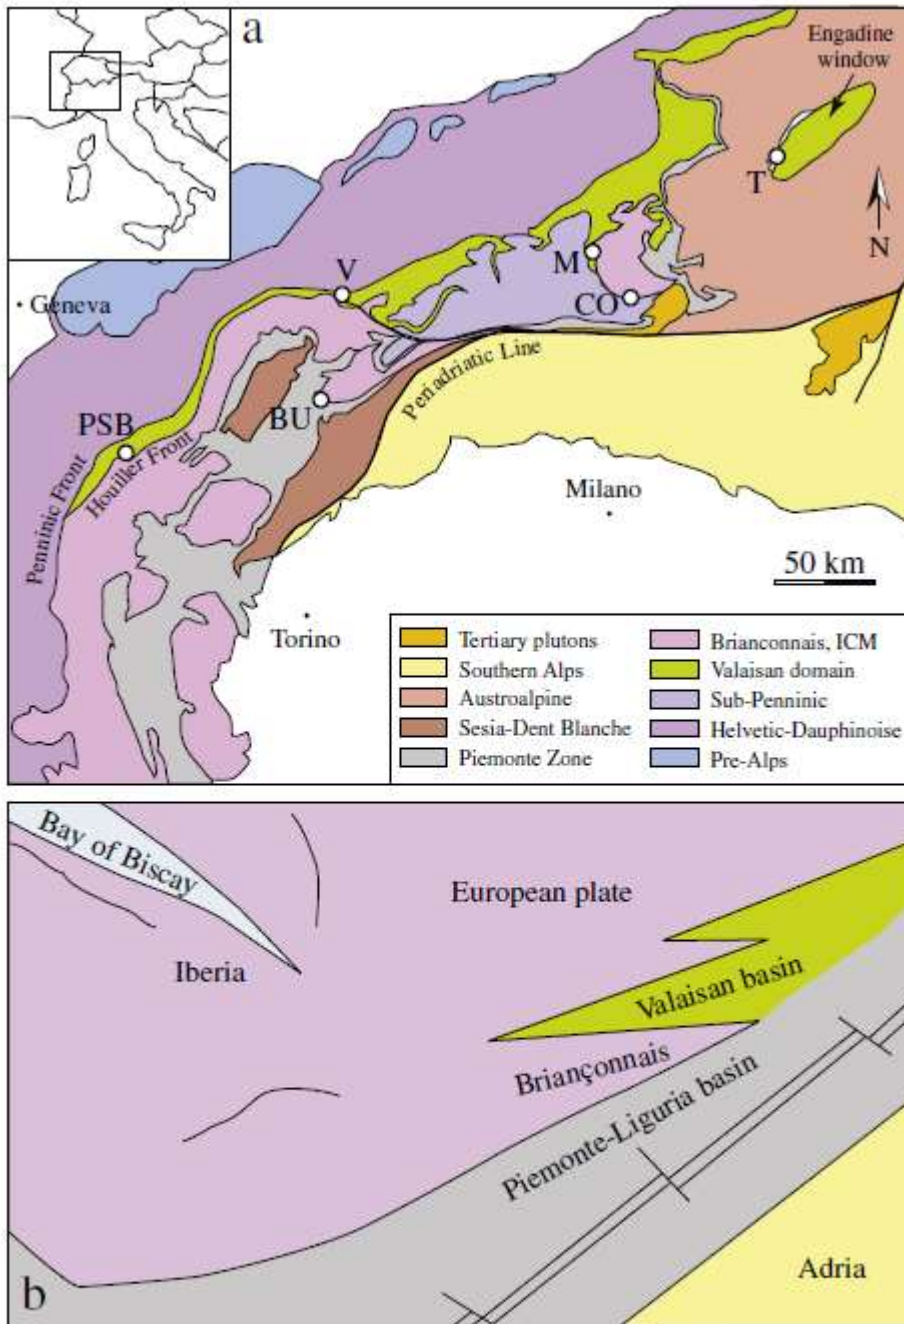 a
Engadine
window
T
N
V
M
CO
Geneva
Periadriatic Line
BU
PSB
Houiller Front
Penninic Front
Milano
50 km
Torino
Tertiary plutons
Southern Alps
Austroalpine
Sesia-Dent Blanche
Piemonte Zone
Brianconnais, ICM
Valaisan domain
Sub-Penninic
Helvetic-Dauphinoise
Pre-Alps
Bay of Biscay
European plate
Iberia
Valaisan basin
Briançonnais
Piemonte-Liguria basin
Adria
b